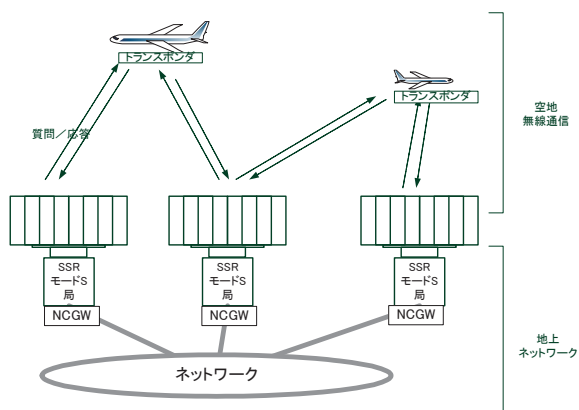 トランスポンダ
トランスポンダ
空地
無線通信
質問／応答
SSR
モードS
局
SSR
モードS
局
SSR
モードS
局
NCGW
NCGW
NCGW
地上
ネットワーク
ネットワーク